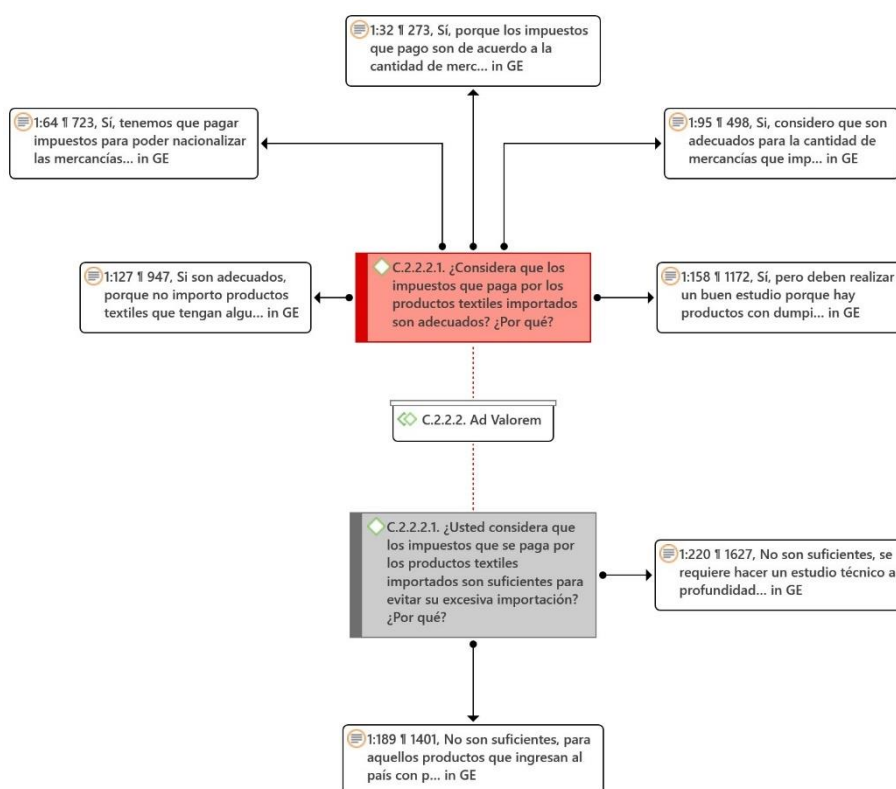 1:32 ¶ 273, Sí, porque los impuestos
que pago son de acuerdo a la
cantidad de merc... in GE
1:64 ¶ 723, Sí, tenemos que pagar
impuestos para poder nacionalizar
las mercancías... in GE
1:95 ¶ 498, Si, considero que son
adecuados para la cantidad de
mercancías que imp... in GE
1:127 ¶ 947, Si son adecuados,
porque no importo productos
textiles que tengan algu... in GE
C.2.2.2.1. ¿Considera que los
impuestos que paga por los
productos textiles importados
son adecuados? ¿Por qué?
1:158 ¶ 1172, Sí, pero deben realizar
un buen estudio porque hay
productos con dumpi... in GE
C.2.2.2. Ad Valorem
C.2.2.2.1. ¿Usted considera que
los impuestos que se paga por
los productos textiles
importados son suficientes para
evitar su excesiva importación?
¿Por qué?
1:220 ¶ 1627, No son suficientes, se
requiere hacer un estudio técnico a
profundidad... in GE
1:189 ¶ 1401, No son suficientes, para
aquellos productos que ingresan al
país con p... in GE